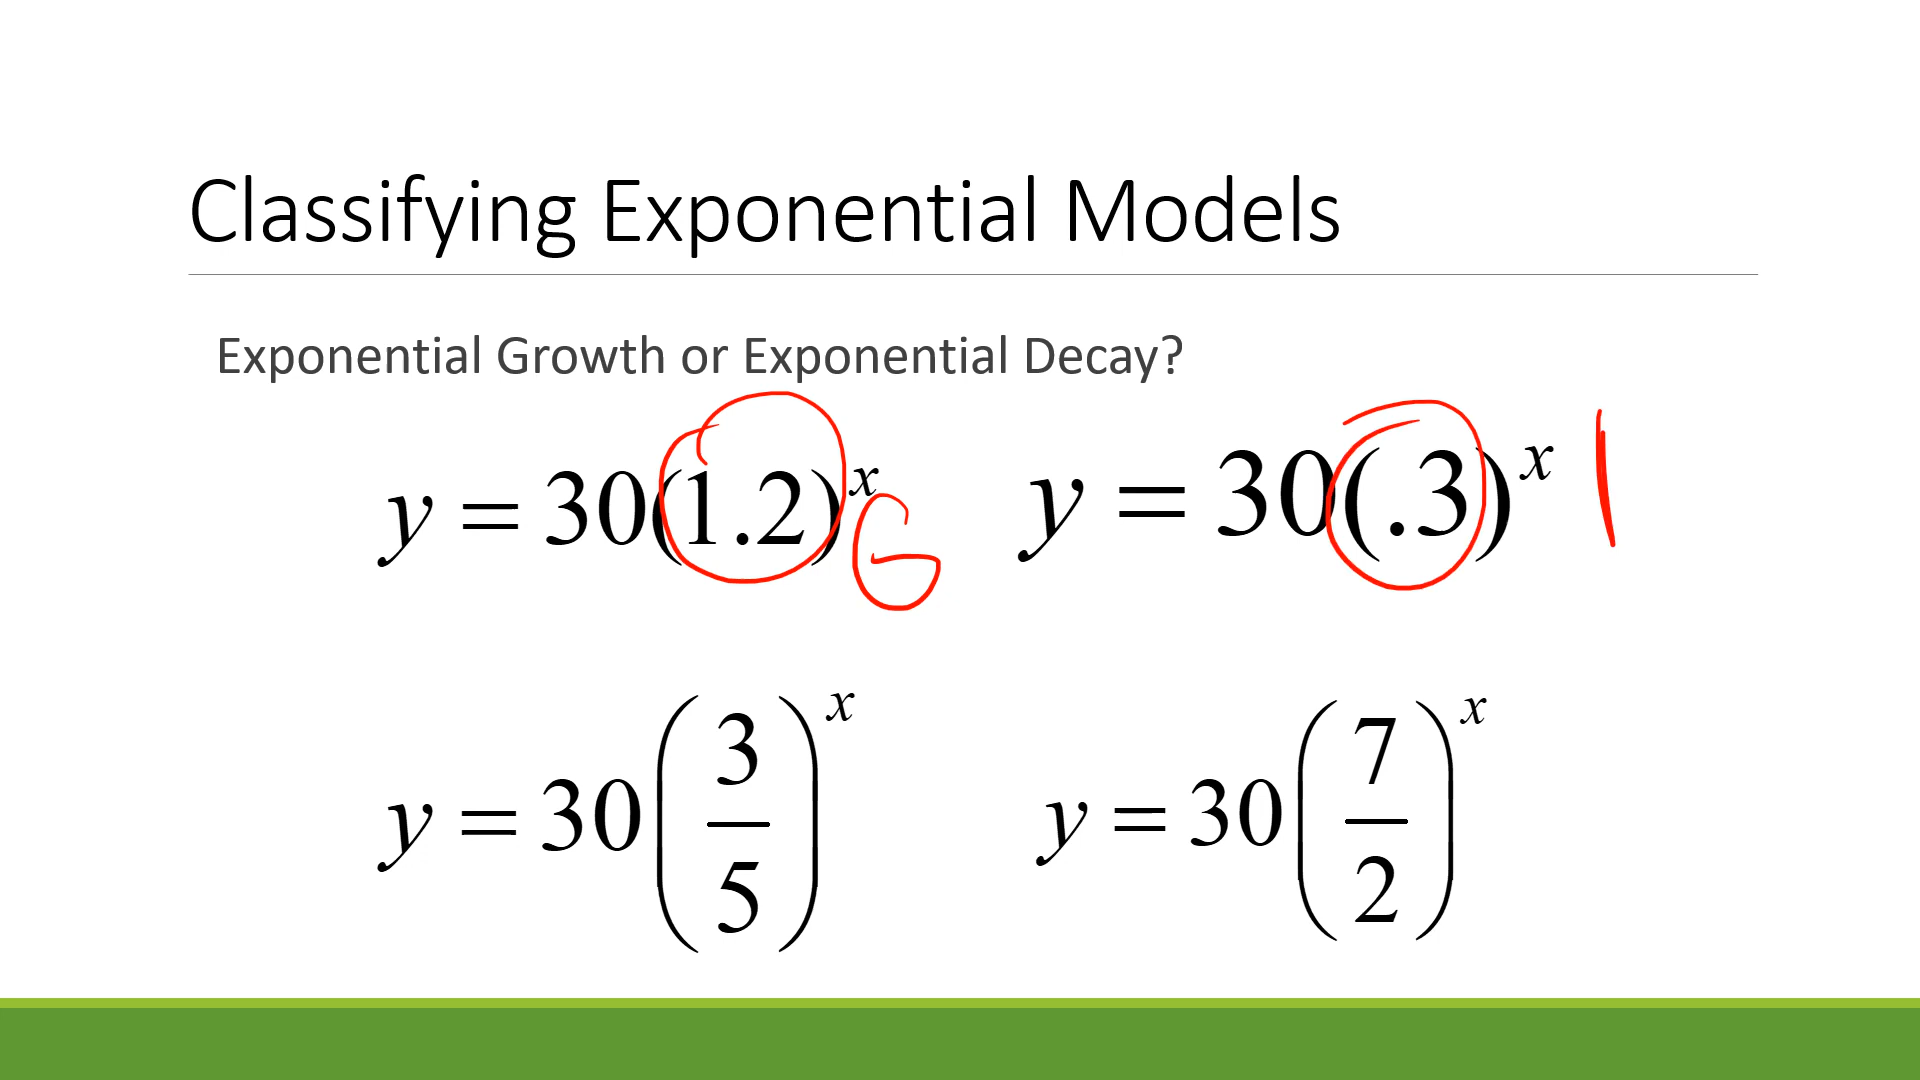 Classifying Exponential Models
Exponential Growth or Exponential Decay?
y = 30(1.2)^x G
y = 30(.3)^x
y = 30(3/5)^x
y = 30(7/2)^x